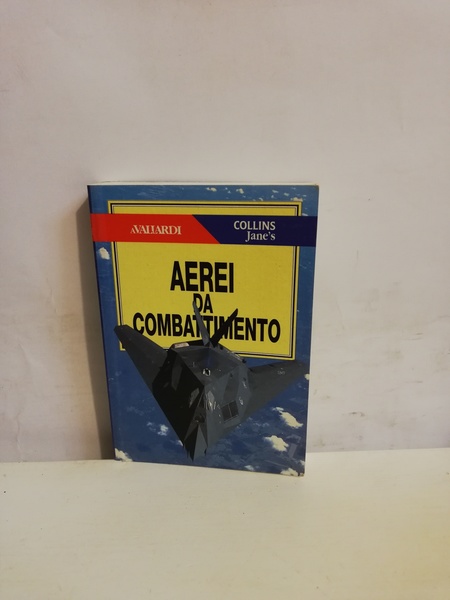 A.VALLARDI
COLLINS
Jane's
AEREI
DA
COMBATTIMENTO